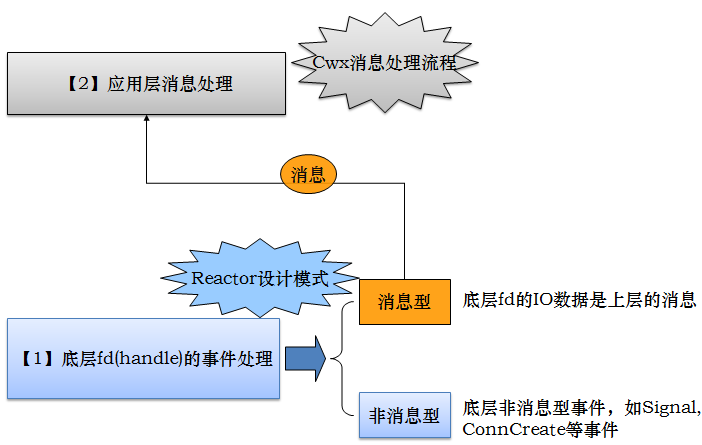 Cwx消息处理流程
【2】应用层消息处理
消息
Reactor设计模式
消息型
底层fd的IO数据是上层的消息
【1】底层fd(handle)的事件处理
非消息型
底层非消息型事件，如Signal,
ConnCreate等事件